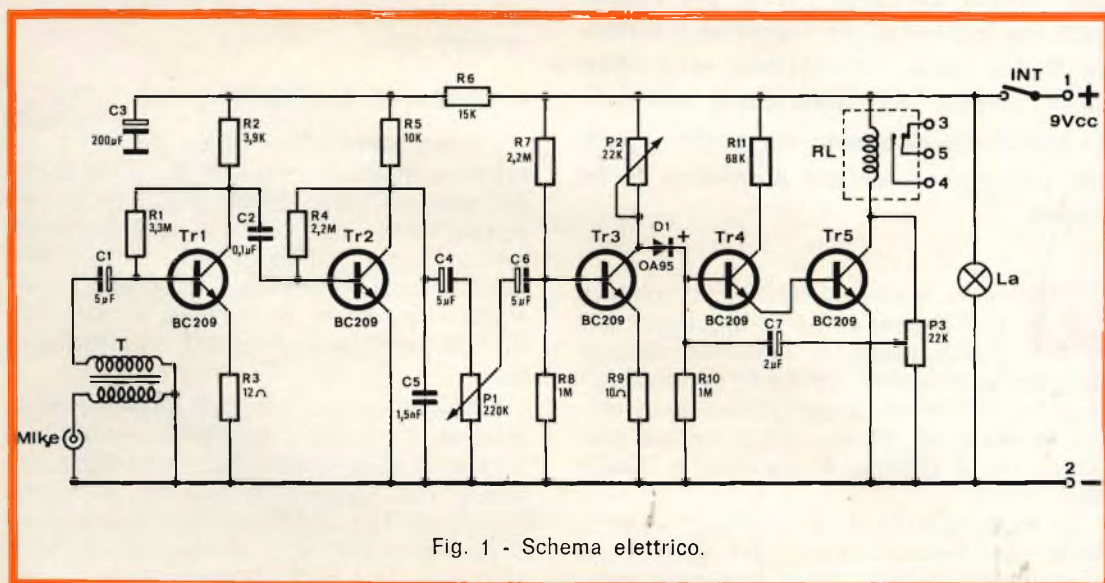 C3
200µF
R2
3,9K
R5
10K
R6
15K
INT
1
+
9Vcc
R1
3,3M
C1
5µF
Tr1
BC209
C2
0,1µF
R4
2,2M
Tr2
BC209
R3
12Ω
T
Mike
C4
5µF
C5
1,5nF
P1
220K
C6
5µF
R7
2,2M
R8
1M
P2
22K
Tr3
BC209
R9
10Ω
D1
+
OA95
R10
1M
R11
68K
Tr4
BC209
C7
2µF
Tr5
BC209
RL
3
5
4
P3
22K
La
2
-
Fig. 1 - Schema elettrico.